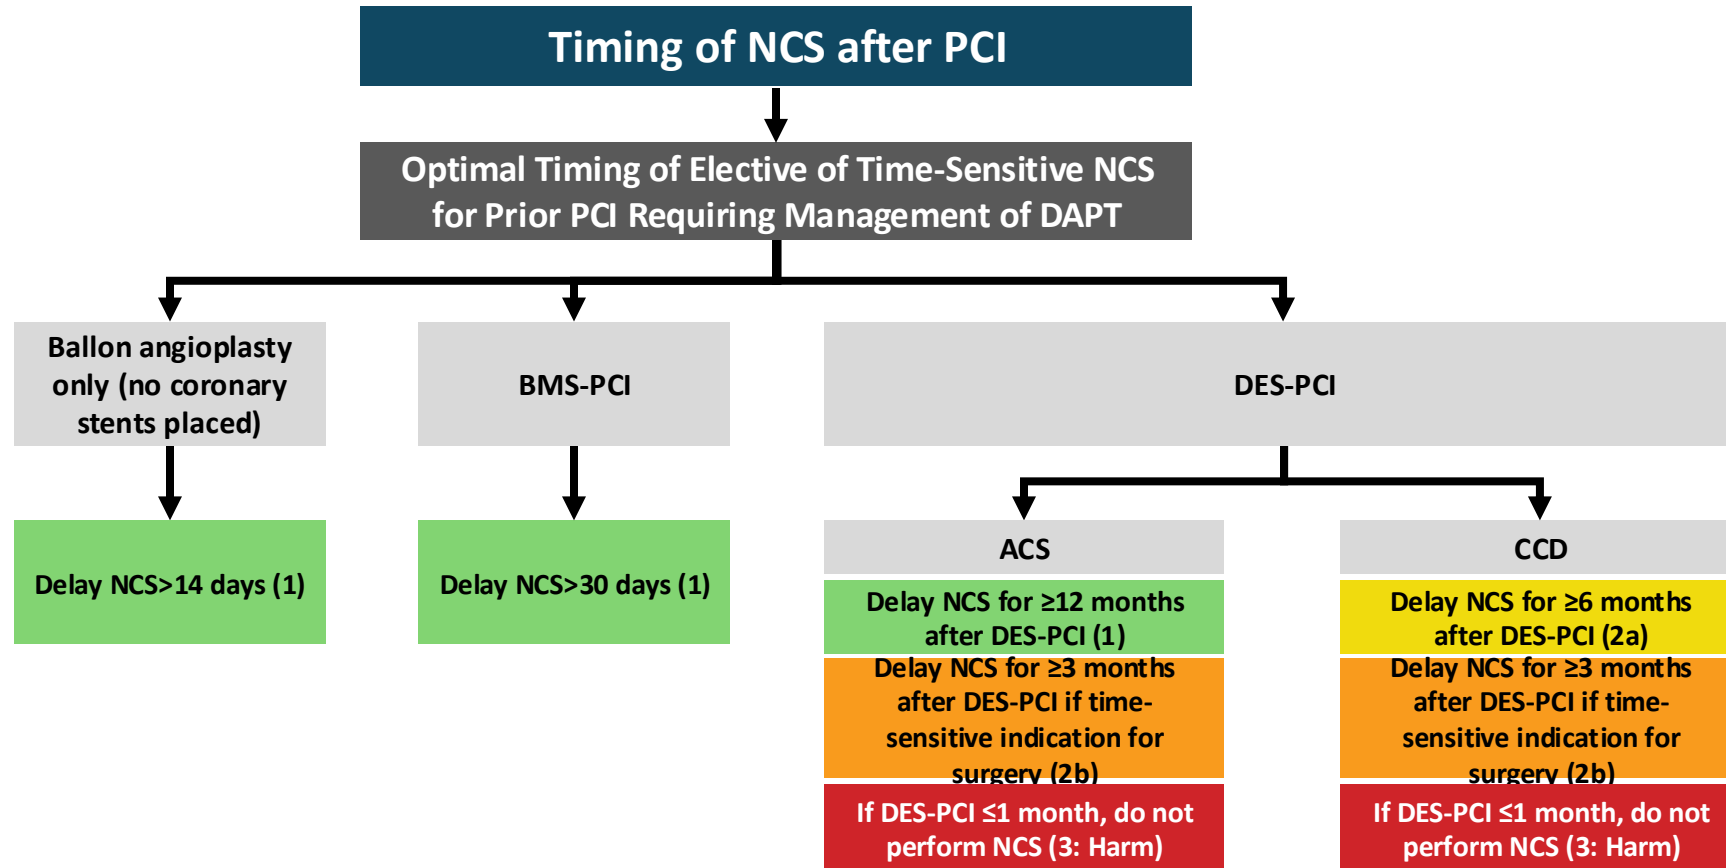 Timing of NCS after PCI
Optimal Timing of Elective of Time-Sensitive NCS
for Prior PCI Requiring Management of DAPT
Ballon angioplasty
only (no coronary
stents placed)
BMS-PCI
DES-PCI
Delay NCS>14 days (1)
Delay NCS>30 days (1)
ACS
Delay NCS for ≥12 months
after DES-PCI (1)
Delay NCS for ≥3 months
after DES-PCI if time-
sensitive indication for
surgery (2b)
If DES-PCI ≤1 month, do not
perform NCS (3: Harm)
CCD
Delay NCS for ≥6 months
after DES-PCI (2a)
Delay NCS for ≥3 months
after DES-PCI if time-
sensitive indication for
surgery (2b)
If DES-PCI ≤1 month, do not
perform NCS (3: Harm)